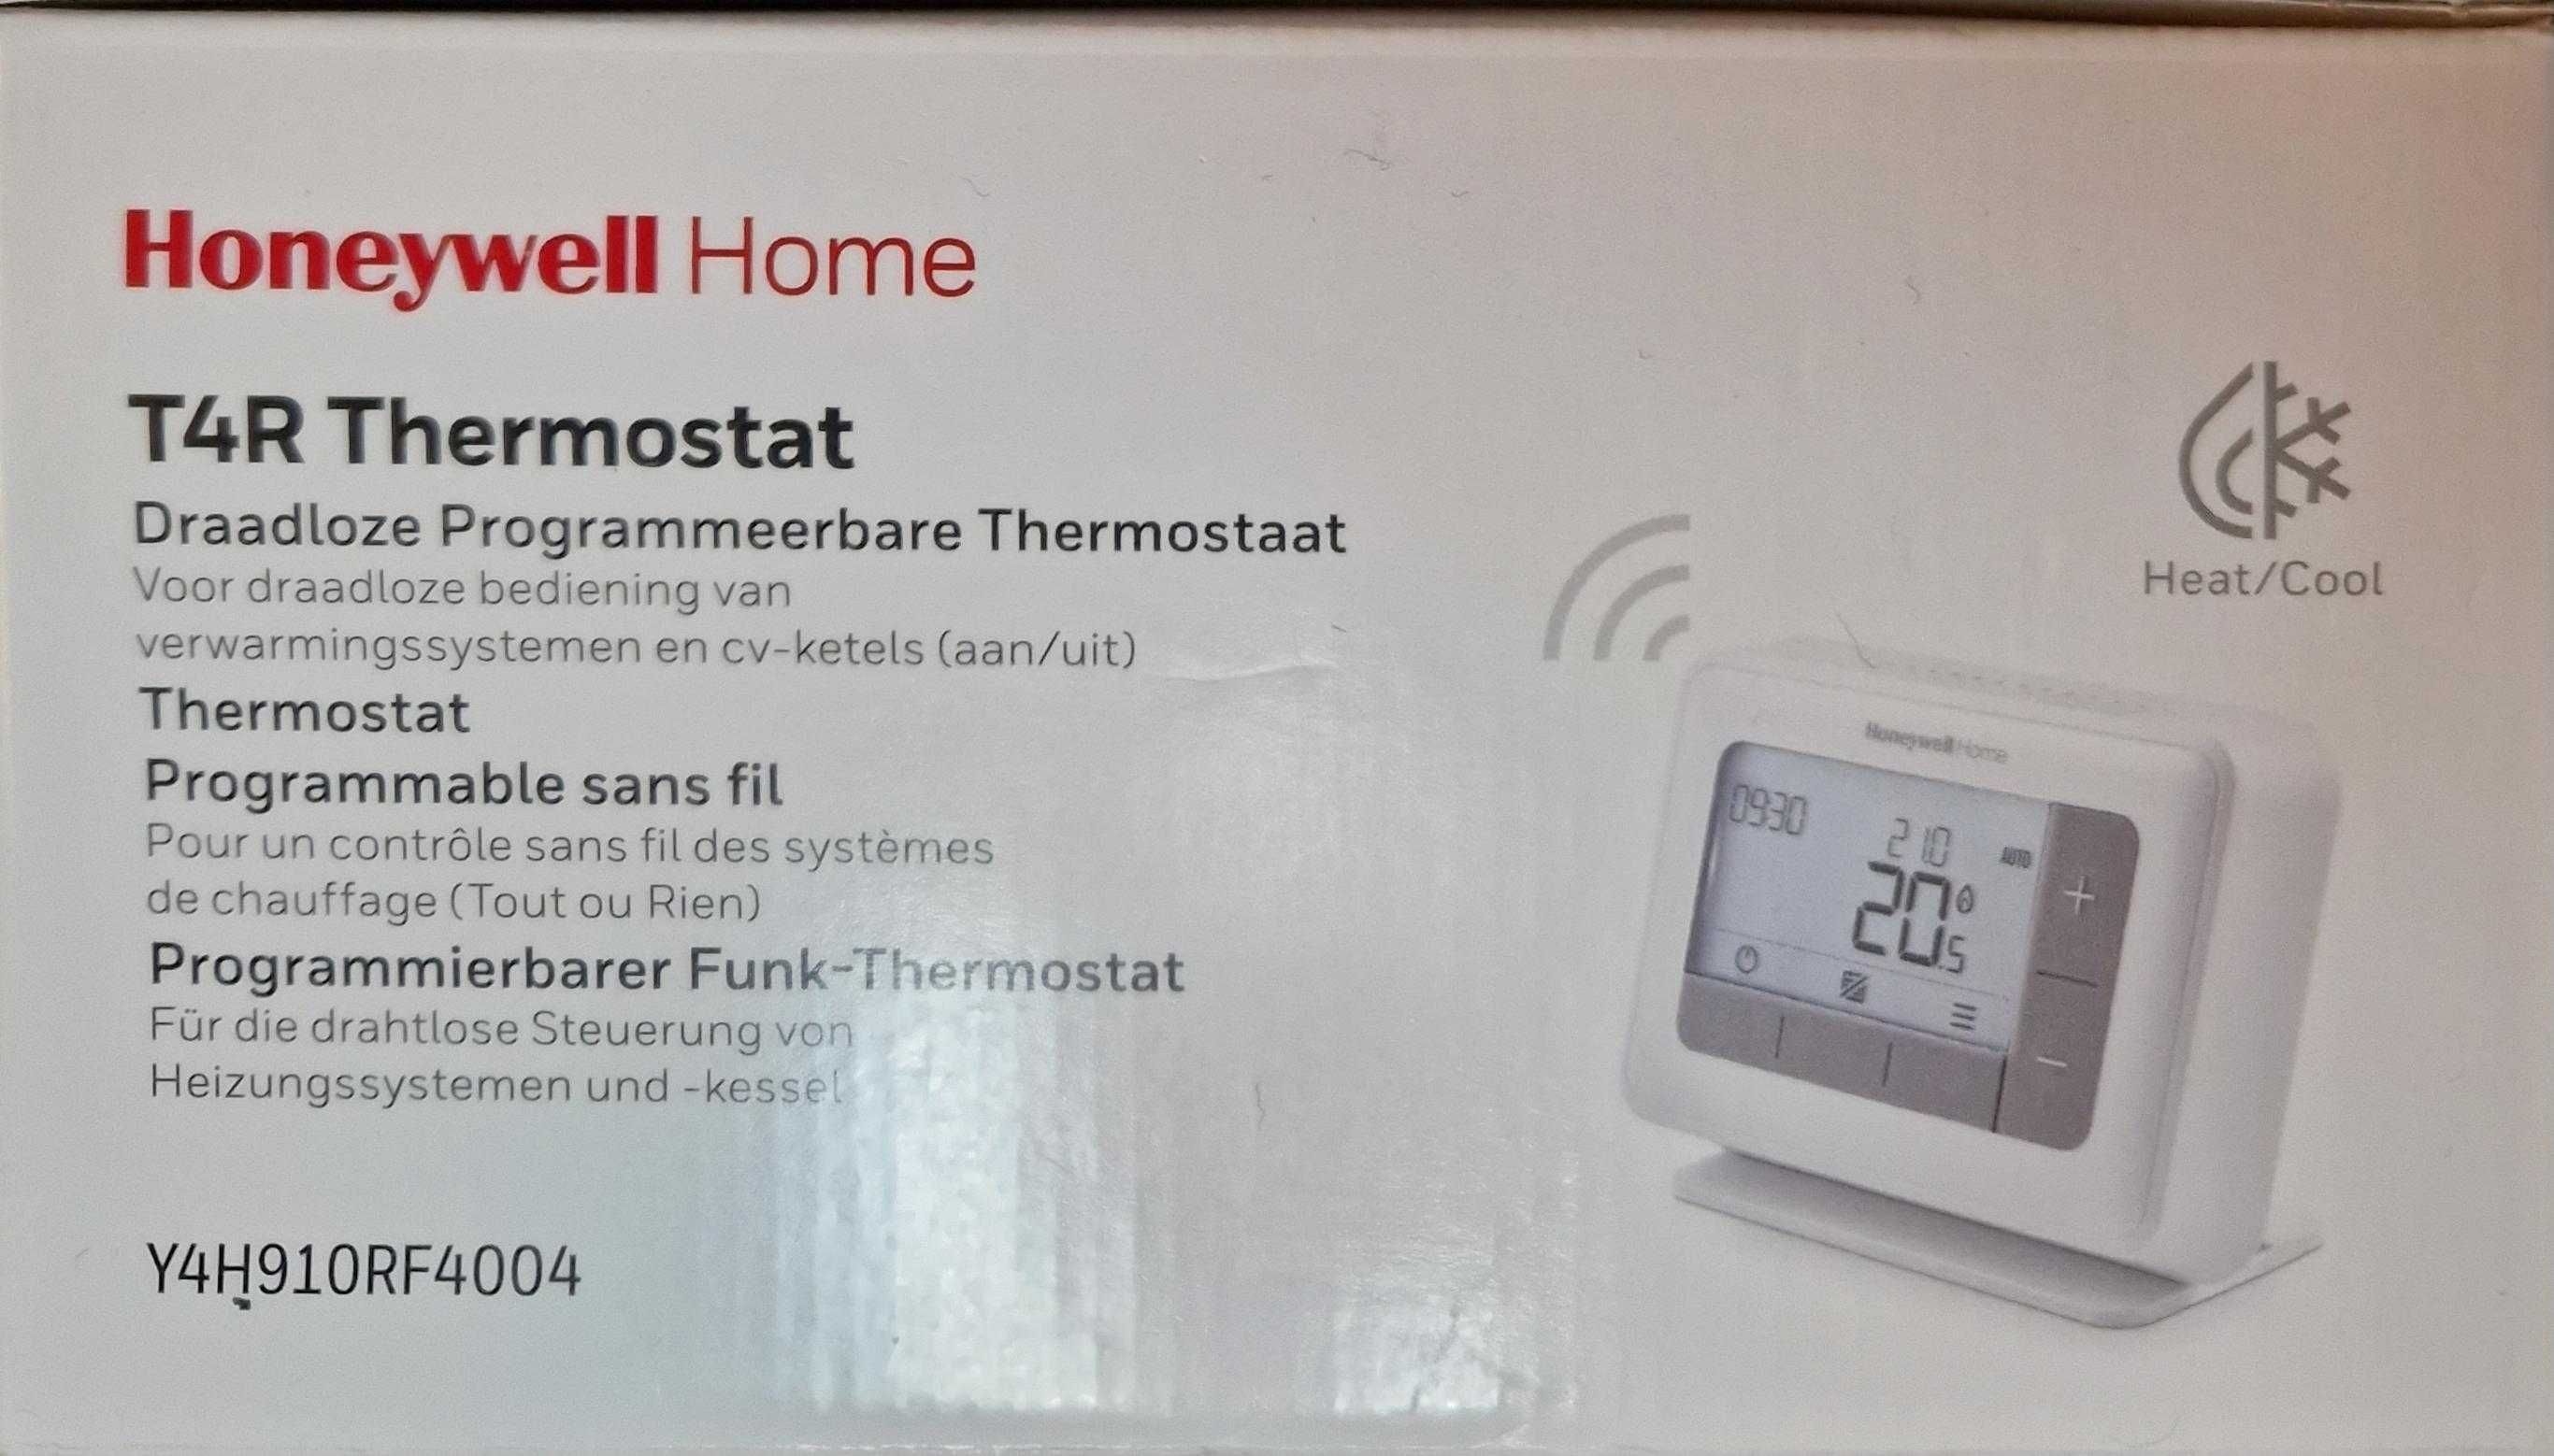 Honeywell Home
T4R Thermostat
Draadloze Programmeerbare Thermostaat
Voor draadloze bediening van
verwarmingssystemen en cv-ketels (aan/uit)
Thermostat
Programmable sans fil
Pour un contrôle sans fil des systèmes
de chauffage (Tout ou Rien)
Programmierbarer Funk-Thermostat
Für die drahtlose Steuerung von
Heizungssystemen und -kessel
Y4H910RF4004
Heat/Cool
Honeywell Home
09:30
21.0
AUTO
20.5
+
-